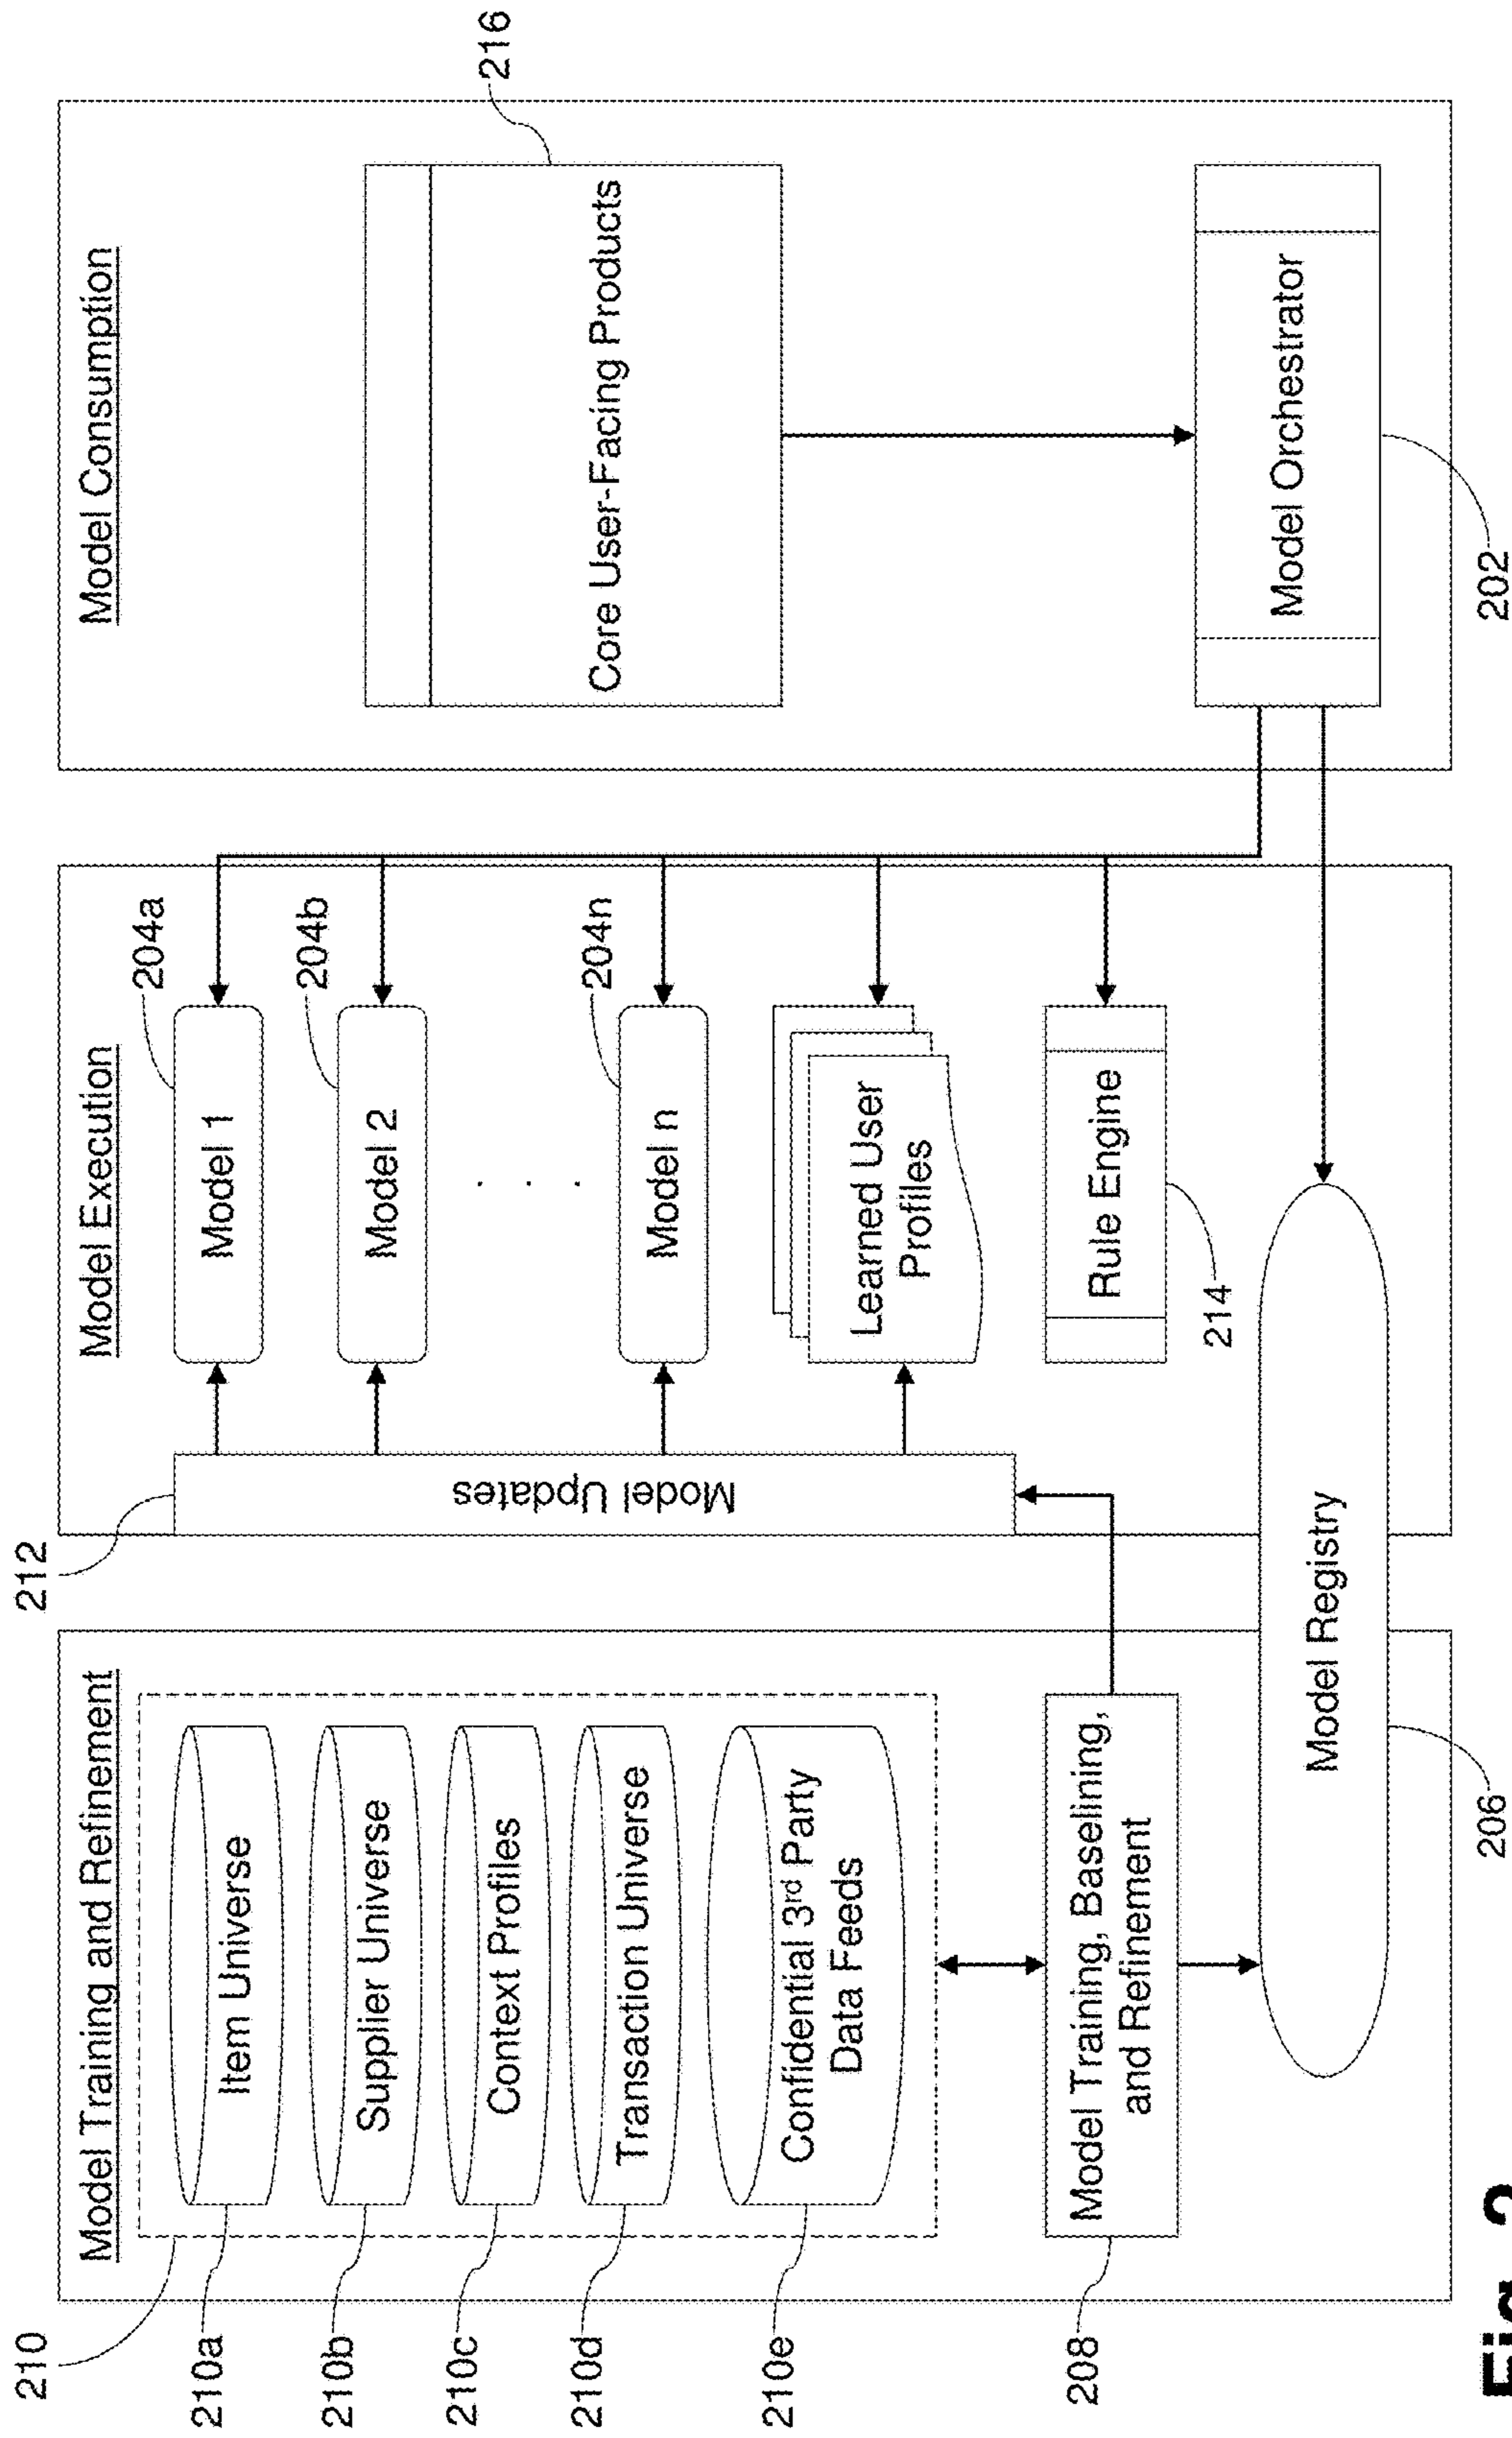 Model Training and Refinement
210
210a
Item Universe
210b
Supplier Universe
210c
Context Profiles
210d
Transaction Universe
210e
Confidential 3rd Party
Data Feeds
208
Model Training, Baselining,
and Refinement
Model Registry
206
Model Execution
212
Model Updates
Model 1
204a
Model 2
204b
. . .
Model n
204n
Learned User
Profiles
Rule Engine
214
Model Consumption
216
Core User-Facing Products
Model Orchestrator
202